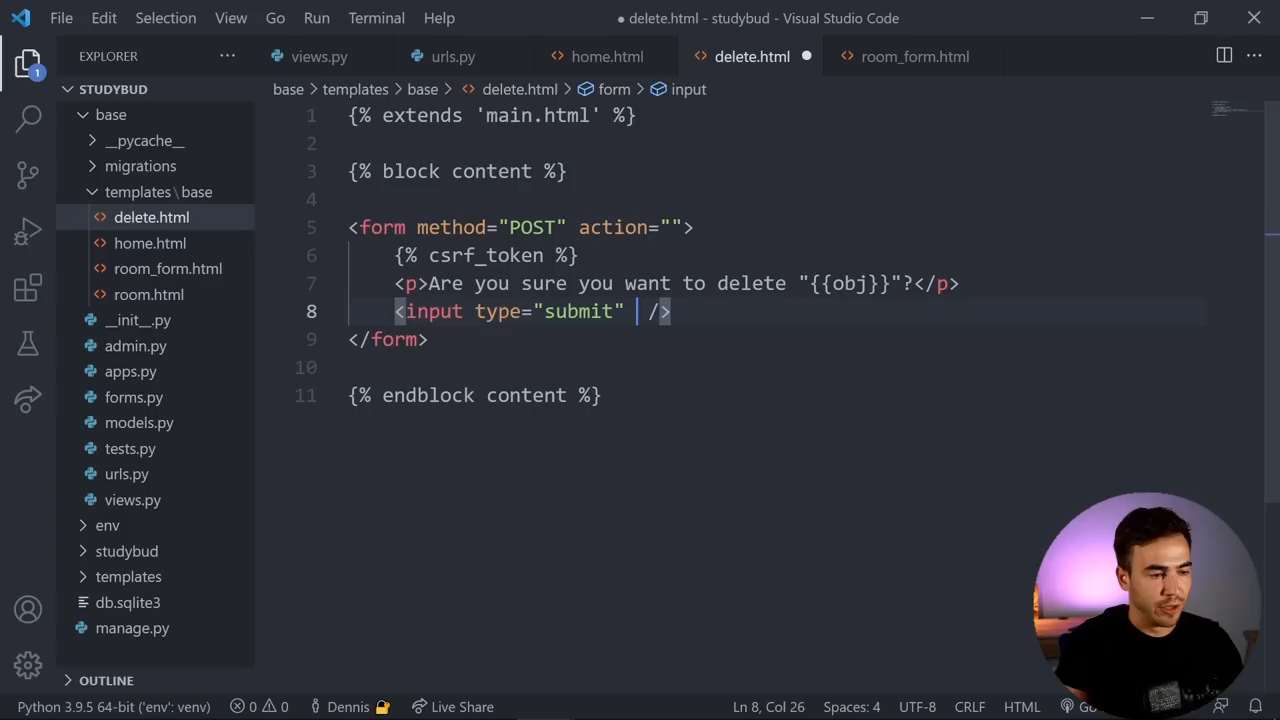 File Edit Selection View Go Run Terminal Help
● delete.html - studybud - Visual Studio Code
EXPLORER
views.py urls.py home.html delete.html room_form.html
1
STUDYBUD
base
__pycache__
migrations
templates\base
delete.html
home.html
room_form.html
room.html
__init__.py
admin.py
apps.py
forms.py
models.py
tests.py
urls.py
views.py
env
studybud
templates
db.sqlite3
manage.py
OUTLINE
base > templates > base > delete.html > form > input
1 {% extends 'main.html' %}
2
3 {% block content %}
4
5 <form method="POST" action="">
6 {% csrf_token %}
7 <p>Are you sure you want to delete "{{obj}}"?</p>
8 <input type="submit" />
9 </form>
10
11 {% endblock content %}
Python 3.9.5 64-bit ('env': venv) 0 0 Dennis Live Share Ln 8, Col 26 Spaces: 4 UTF-8 CRLF HTML